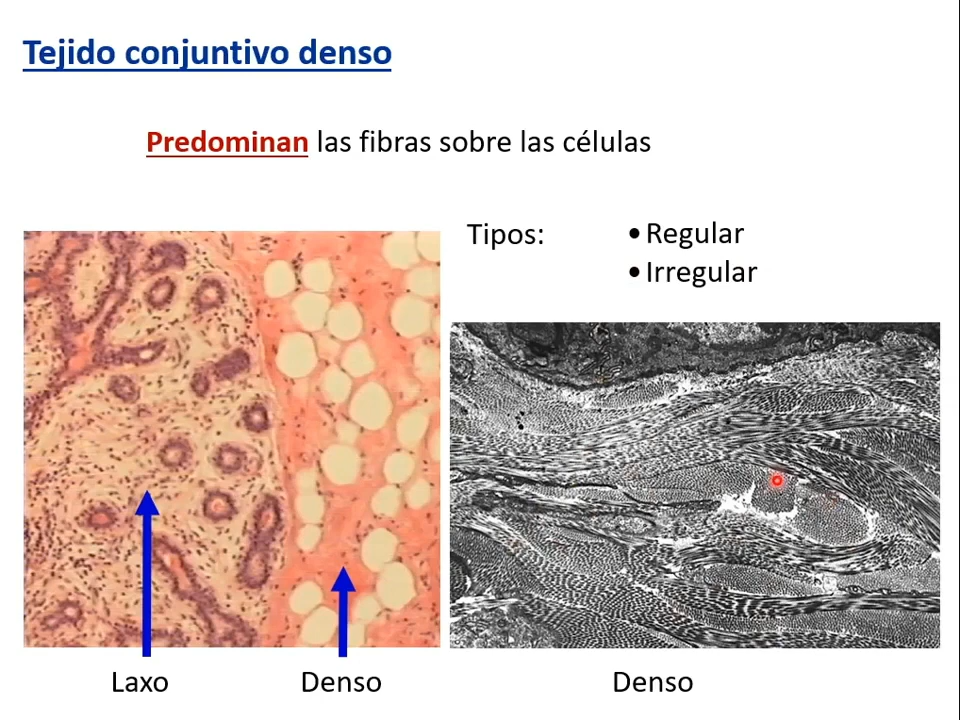 Tejido conjuntivo denso
Predominan las fibras sobre las células
Tipos:
• Regular
• Irregular
Laxo
Denso
Denso